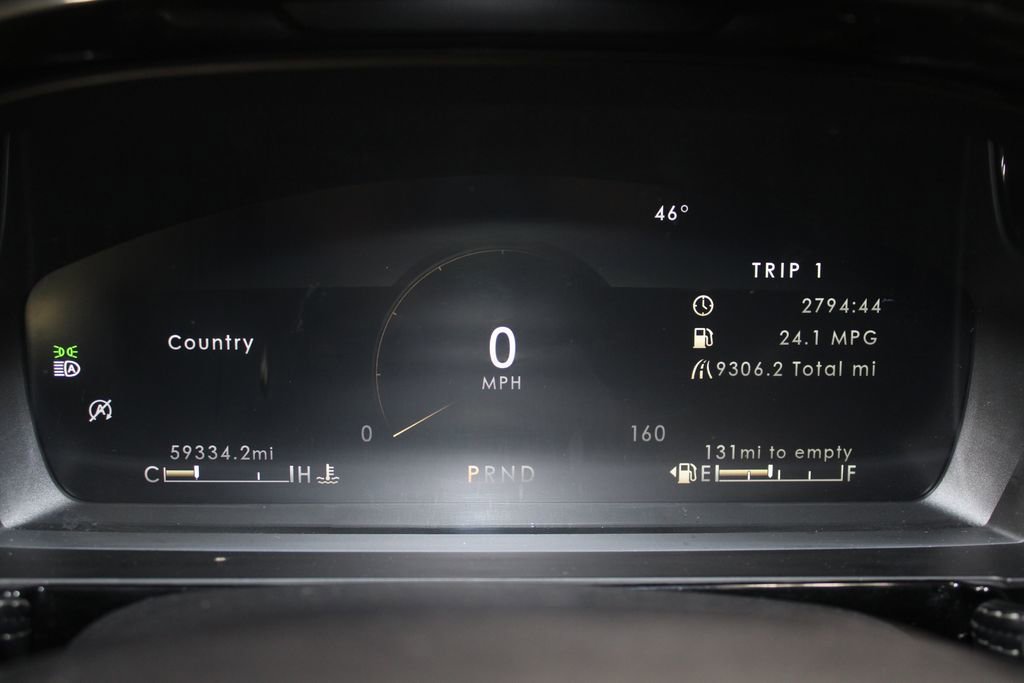 46°
TRIP 1
2794:44
Country
24.1 MPG
0
MPH
9306.2 Total mi
A
A
0
160
59334.2mi
131mi to empty
C H
PRND
E F